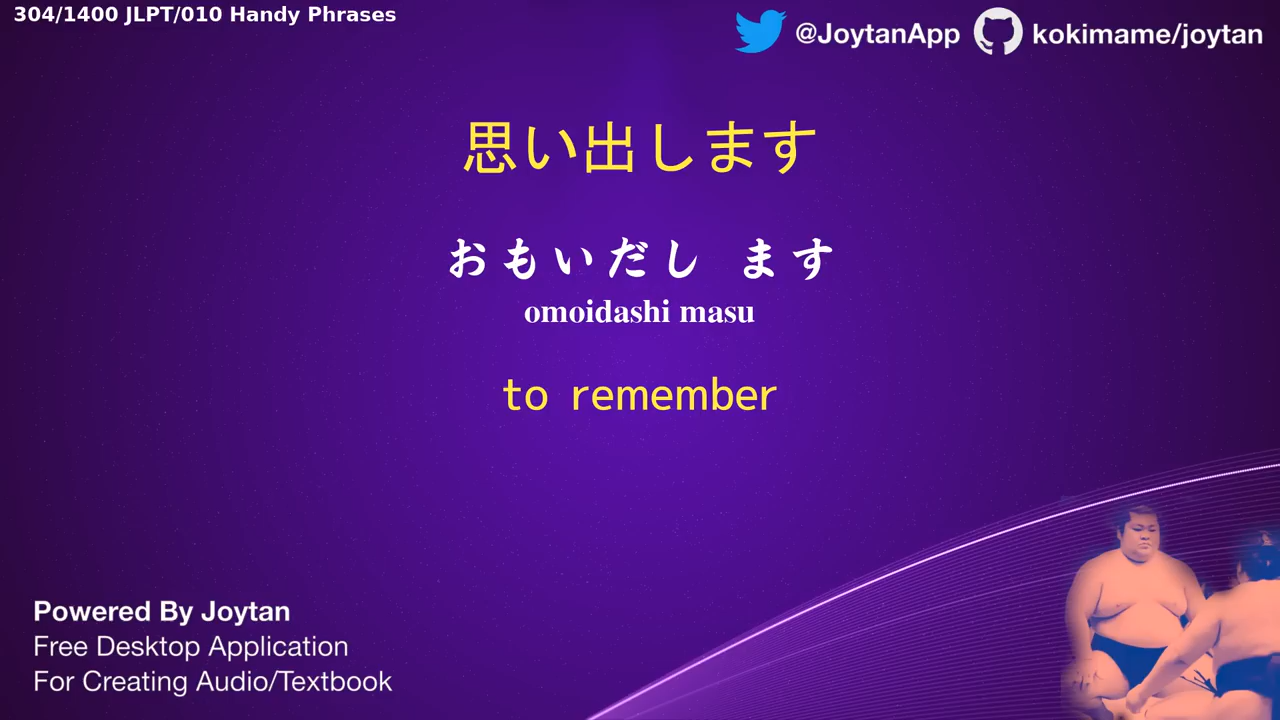 304/1400 JLPT/010 Handy Phrases
@JoytanApp kokimame/joytan
思い出します
おもいだし ます
omoidashi masu
to remember
Powered By Joytan
Free Desktop Application
For Creating Audio/Textbook